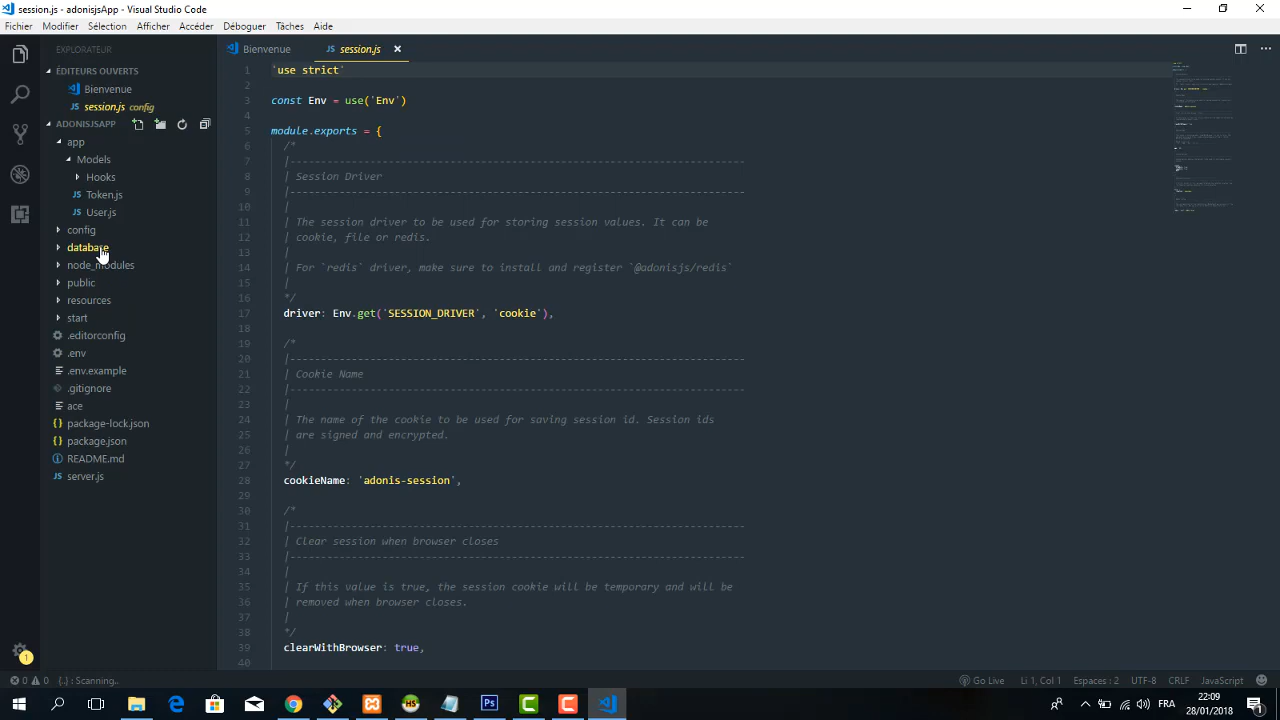 session.js - adonisjsApp - Visual Studio Code
Fichier Modifier Sélection Afficher Accéder Déboguer Tâches Aide
EXPLORATEUR
ÉDITEURS OUVERTS
Bienvenue
session.js config
ADONISJSAPP
app
Models
Hooks
Token.js
User.js
config
database
node_modules
public
resources
start
.editorconfig
.env
.env.example
.gitignore
ace
package-lock.json
package.json
README.md
server.js
Bienvenue
session.js
1 'use strict'
2
3 const Env = use('Env')
4
5 module.exports = {
6 /*
7 |--------------------------------------------------------------------------
8 | Session Driver
9 |--------------------------------------------------------------------------
10 |
11 | The session driver to be used for storing session values. It can be
12 | cookie, file or redis.
13 |
14 | For `redis` driver, make sure to install and register `@adonisjs/redis`
15 |
16 */
17 driver: Env.get('SESSION_DRIVER', 'cookie'),
18
19 /*
20 |--------------------------------------------------------------------------
21 | Cookie Name
22 |--------------------------------------------------------------------------
23 |
24 | The name of the cookie to be used for saving session id. Session ids
25 | are signed and encrypted.
26 |
27 */
28 cookieName: 'adonis-session',
29
30 /*
31 |--------------------------------------------------------------------------
32 | Clear session when browser closes
33 |--------------------------------------------------------------------------
34 |
35 | If this value is true, the session cookie will be temporary and will be
36 | removed when browser closes.
37 |
38 */
39 clearWithBrowser: true,
40
1
0 0 {..} : Scanning.. Go Live Li 1, Col 1 Espaces : 2 UTF-8 CRLF JavaScript
HS Ps C C FRA 22:09
28/01/2018